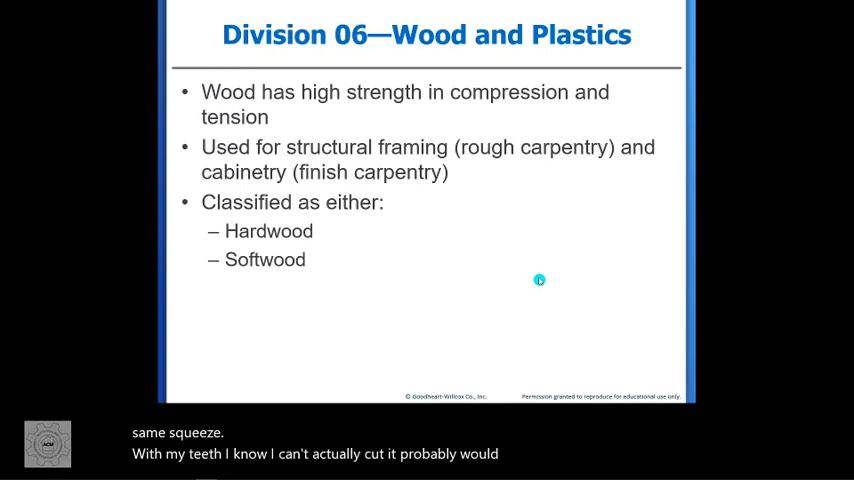 Division 06—Wood and Plastics
• Wood has high strength in compression and
tension
• Used for structural framing (rough carpentry) and
cabinetry (finish carpentry)
• Classified as either:
– Hardwood
– Softwood
© Goodheart-Willcox Co., Inc. Permission granted to reproduce for educational use only.
ACM
same squeeze.
With my teeth I know I can't actually cut it probably would